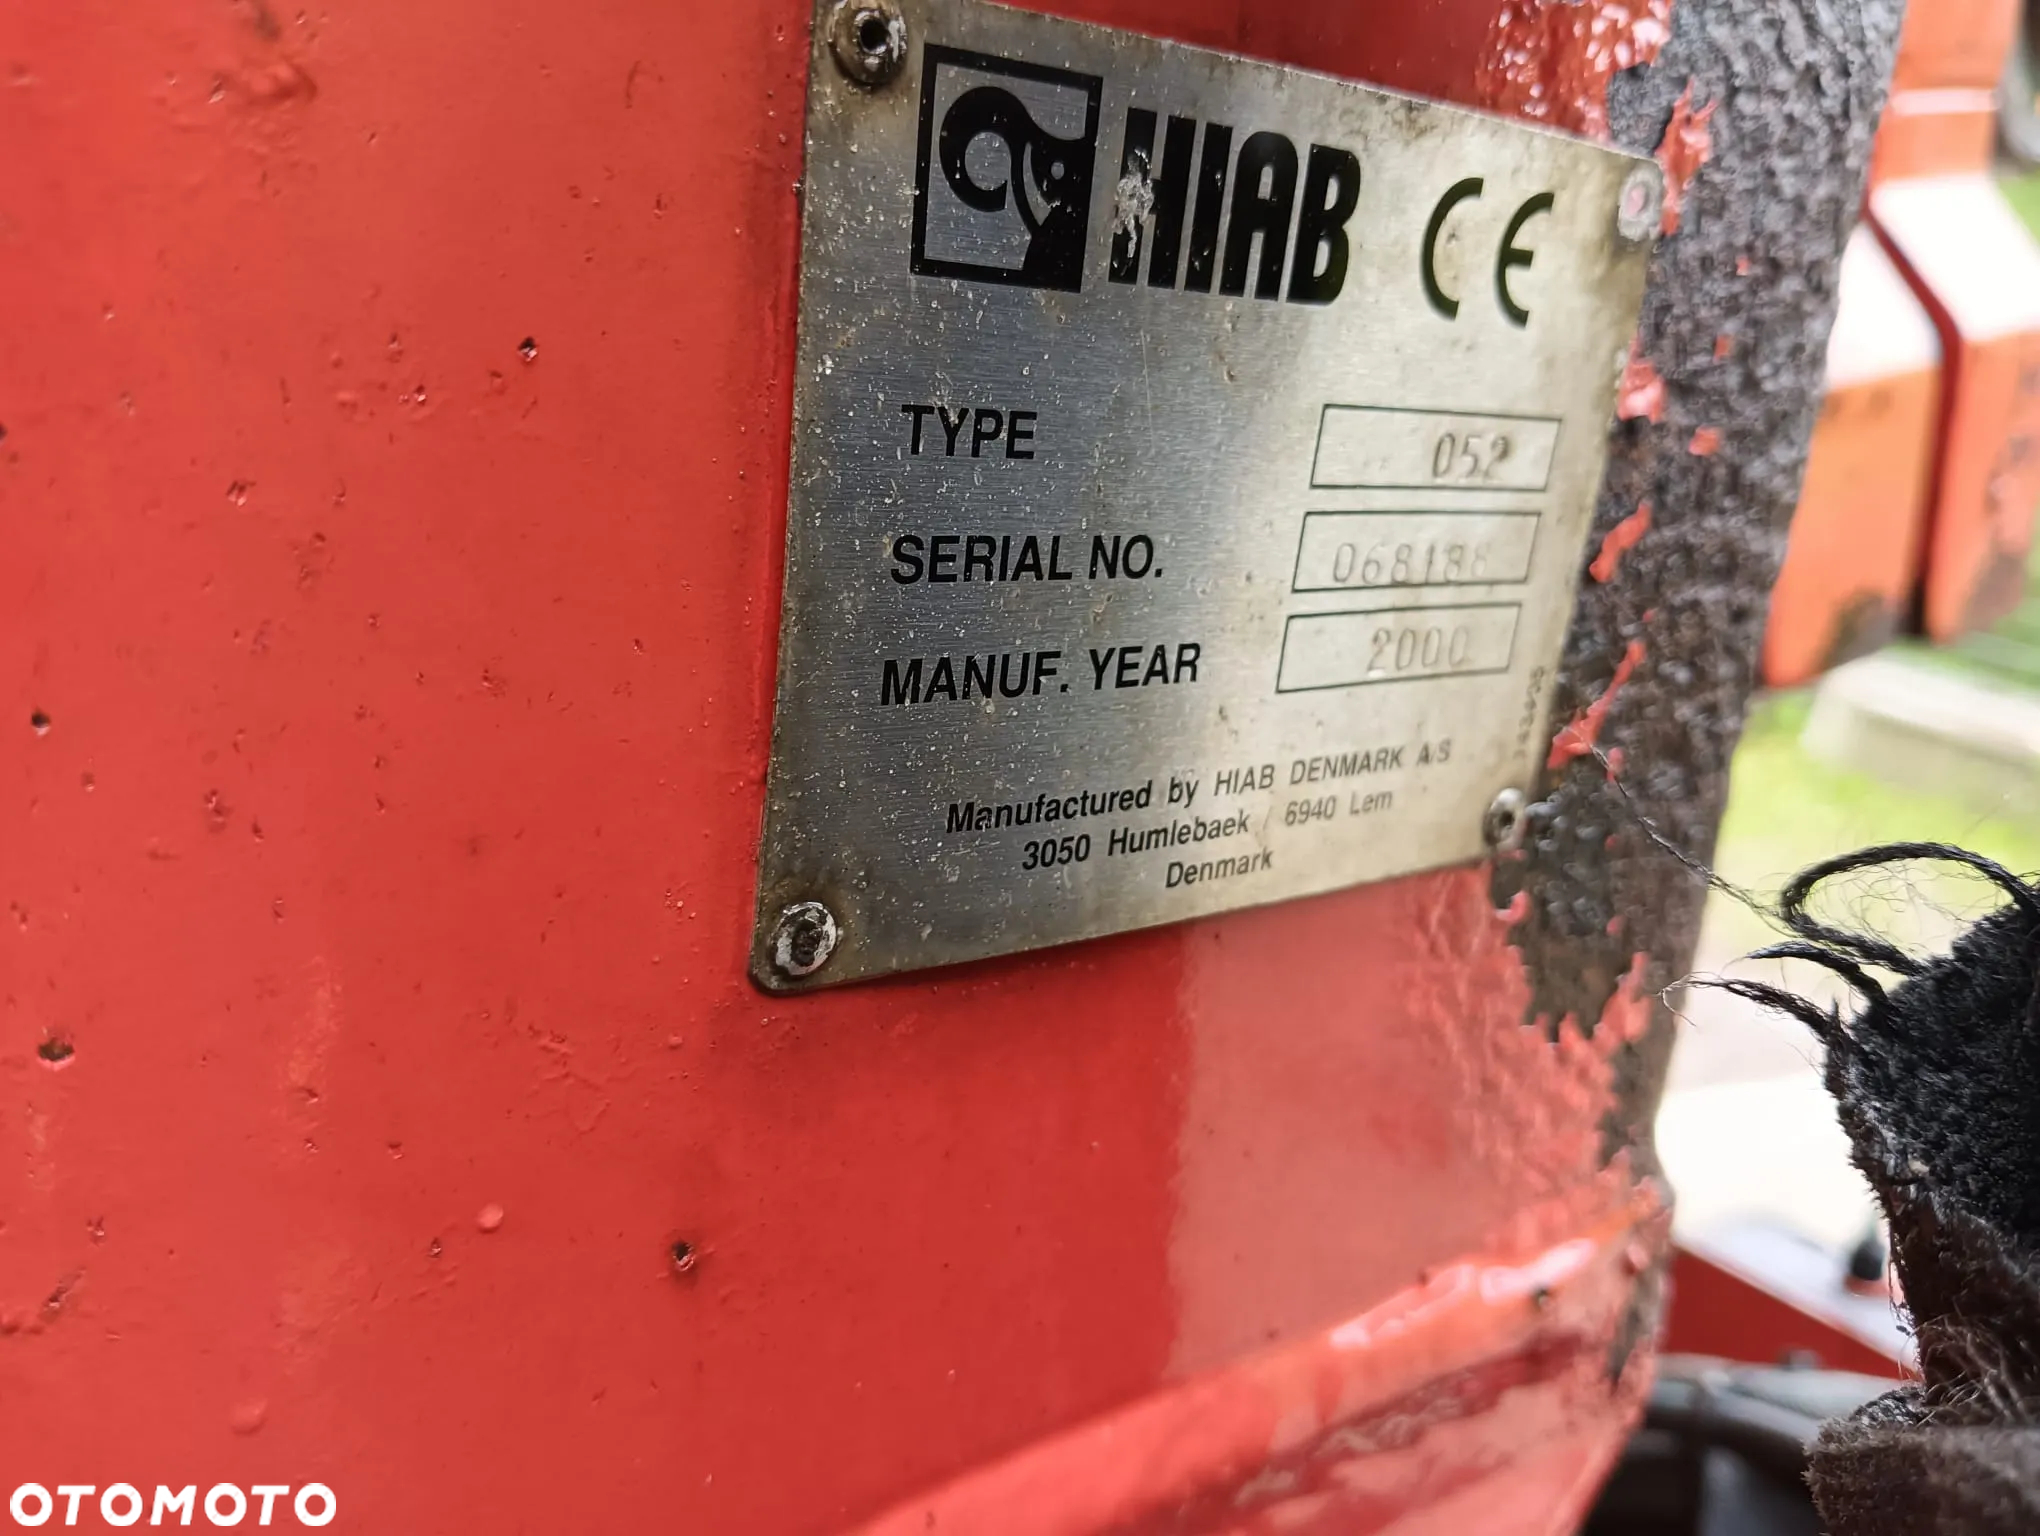 HIAB CE
TYPE 052
SERIAL NO. 068188
MANUF. YEAR 2000
Manufactured by HIAB DENMARK A/S
3050 Humlebaek / 6940 Lem
Denmark
OTOMOTO